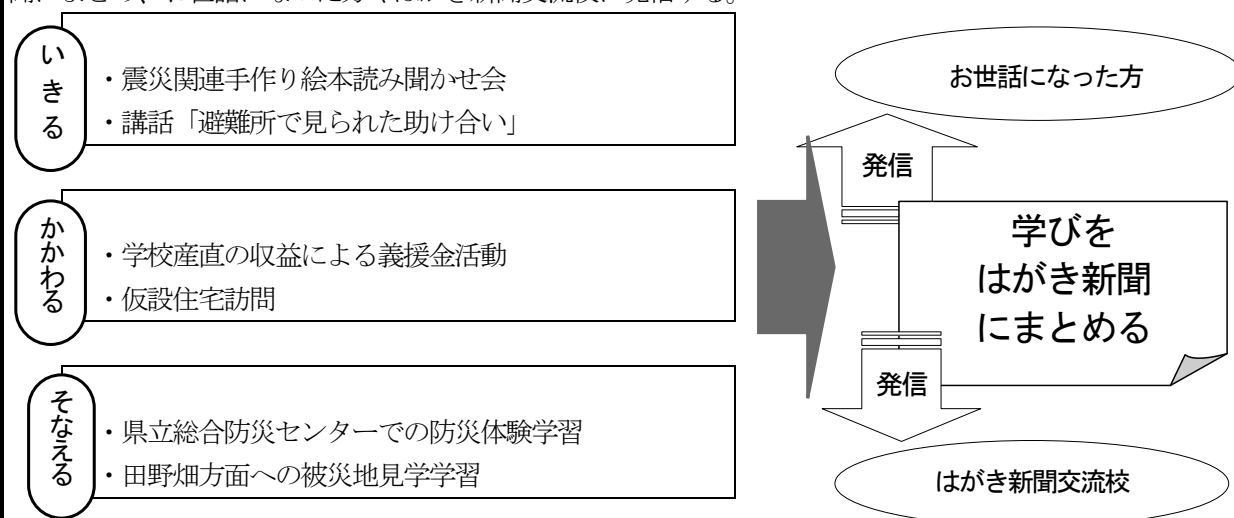 いきる
・震災関連手作り絵本読み聞かせ会
・講話「避難所で見られた助け合い」
かかわる
・学校産直の収益による義援金活動
・仮設住宅訪問
そなえる
・県立総合防災センターでの防災体験学習
・田野畑方面への被災地見学学習
お世話になった方
発信
学びを
はがき新聞
にまとめる
発信
はがき新聞交流校